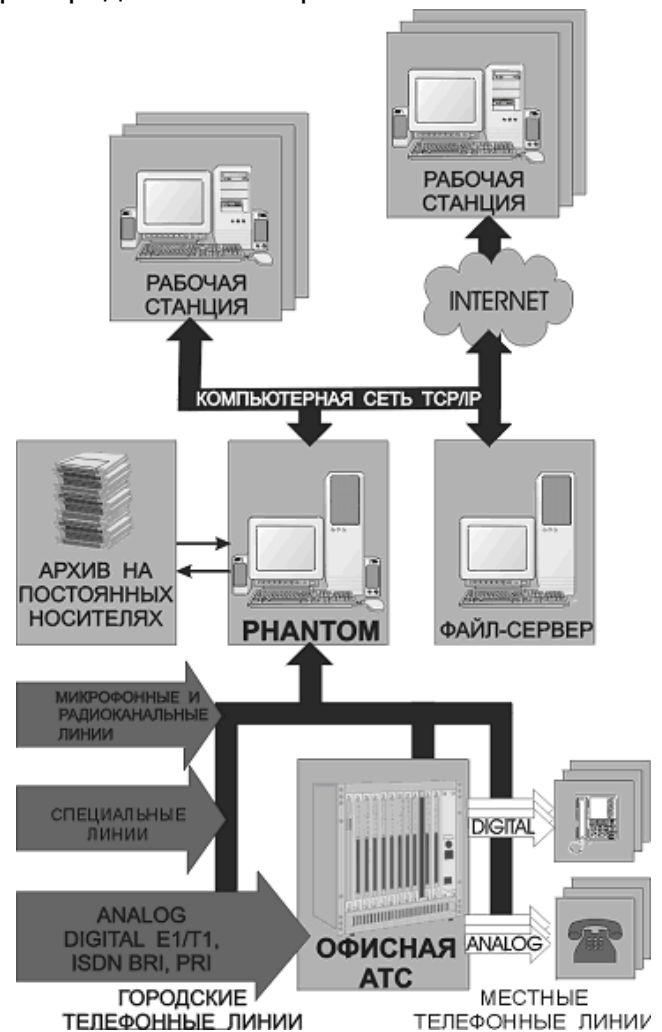 РАБОЧАЯ
СТАНЦИЯ
РАБОЧАЯ
СТАНЦИЯ
INTERNET
КОМПЬЮТЕРНАЯ СЕТЬ TCP/IP
АРХИВ НА
ПОСТОЯННЫХ
НОСИТЕЛЯХ
PHANTOM
ФАЙЛ-СЕРВЕР
МИКРОФОННЫЕ И
РАДИОКАНАЛЬНЫЕ
ЛИНИИ
СПЕЦИАЛЬНЫЕ
ЛИНИИ
DIGITAL
ANALOG
DIGITAL E1/T1,
ISDN BRI, PRI
ОФИСНАЯ
АТС
ANALOG
ГОРОДСКИЕ
ТЕЛЕФОННЫЕ ЛИНИИ
МЕСТНЫЕ
ТЕЛЕФОННЫЕ ЛИНИИ